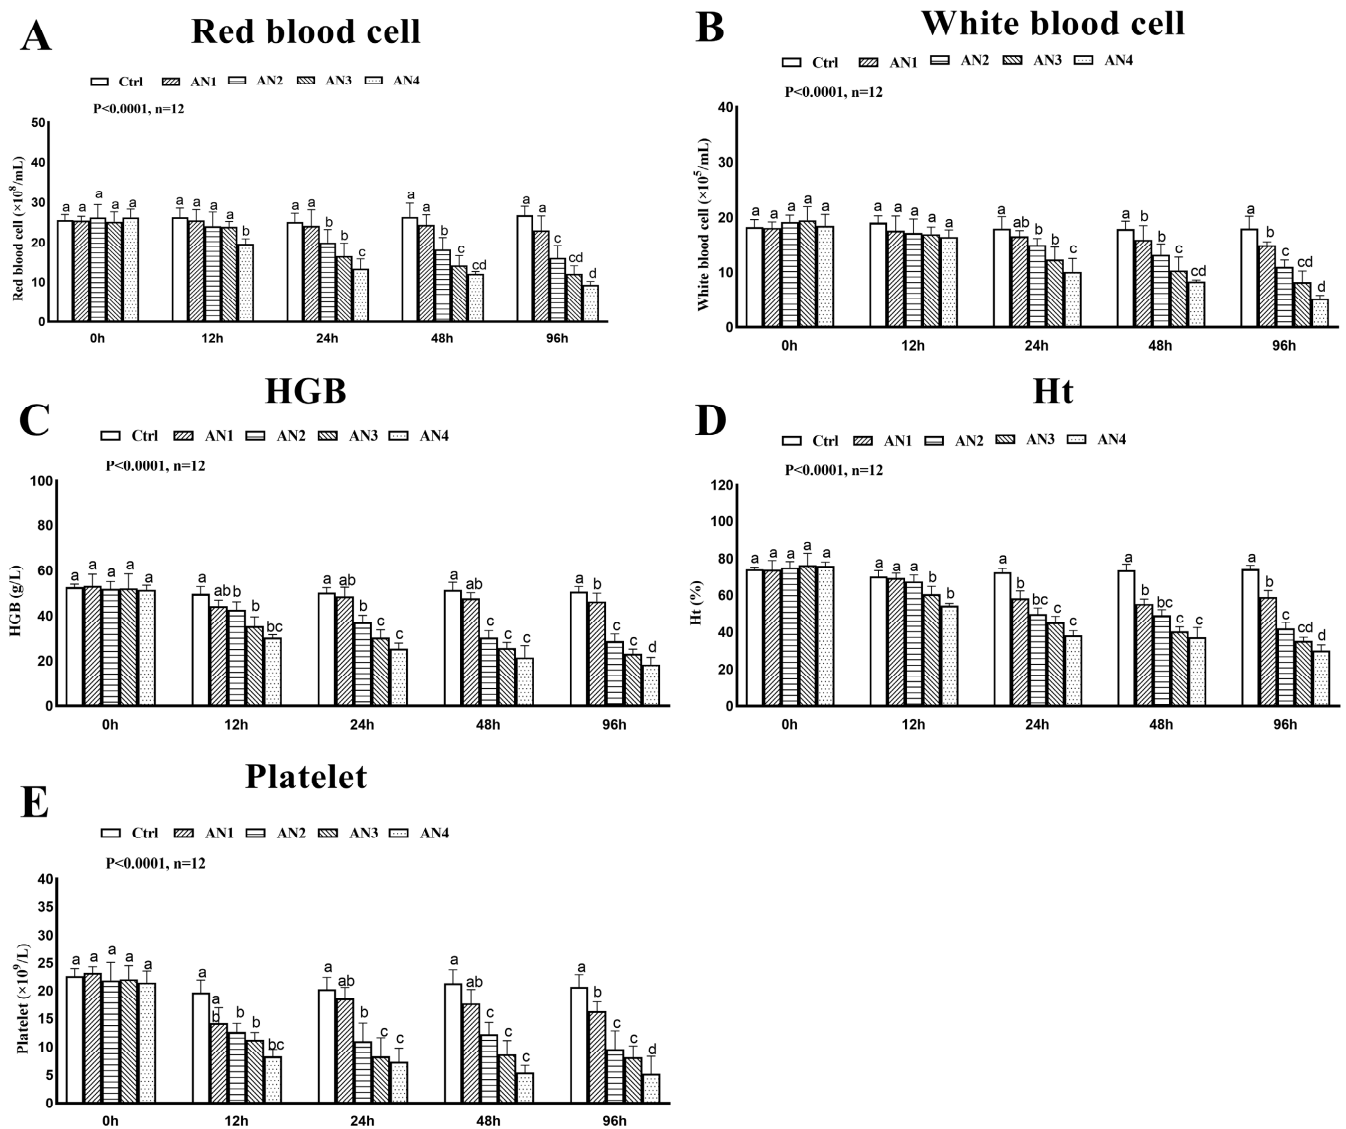 A
Red blood cell
Ctrl AN1 AN2 AN3 AN4
P<0.0001, n=12
Red blood cell (×10⁸/mL)
50
40
30
20
10
0
a a a a a
a a a a b
a a b b c
a a b c cd
a a c cd d
0h 12h 24h 48h 96h
B
White blood cell
Ctrl AN1 AN2 AN3 AN4
P<0.0001, n=12
White blood cell (×10⁵/mL)
40
30
20
10
0
a a a a a
a a a a a
a ab b b c
a b b c cd
a b c cd d
0h 12h 24h 48h 96h
C
HGB
Ctrl AN1 AN2 AN3 AN4
P<0.0001, n=12
HGB (g/L)
100
80
60
40
20
0
a a a a a
a ab b b bc
a ab b c c
a ab c c c
a b c c d
0h 12h 24h 48h 96h
D
Ht
Ctrl AN1 AN2 AN3 AN4
P<0.0001, n=12
Ht (%)
120
100
80
60
40
20
0
a a a a a
a a a b b
a b bc c c
a b bc c c
a b c cd d
0h 12h 24h 48h 96h
E
Platelet
Ctrl AN1 AN2 AN3 AN4
P<0.0001, n=12
Platelet (×10⁹/L)
40
35
30
25
20
15
10
5
0
a a a a a
a a b b b bc
a ab b c c
a ab c c c
a b c c d
0h 12h 24h 48h 96h